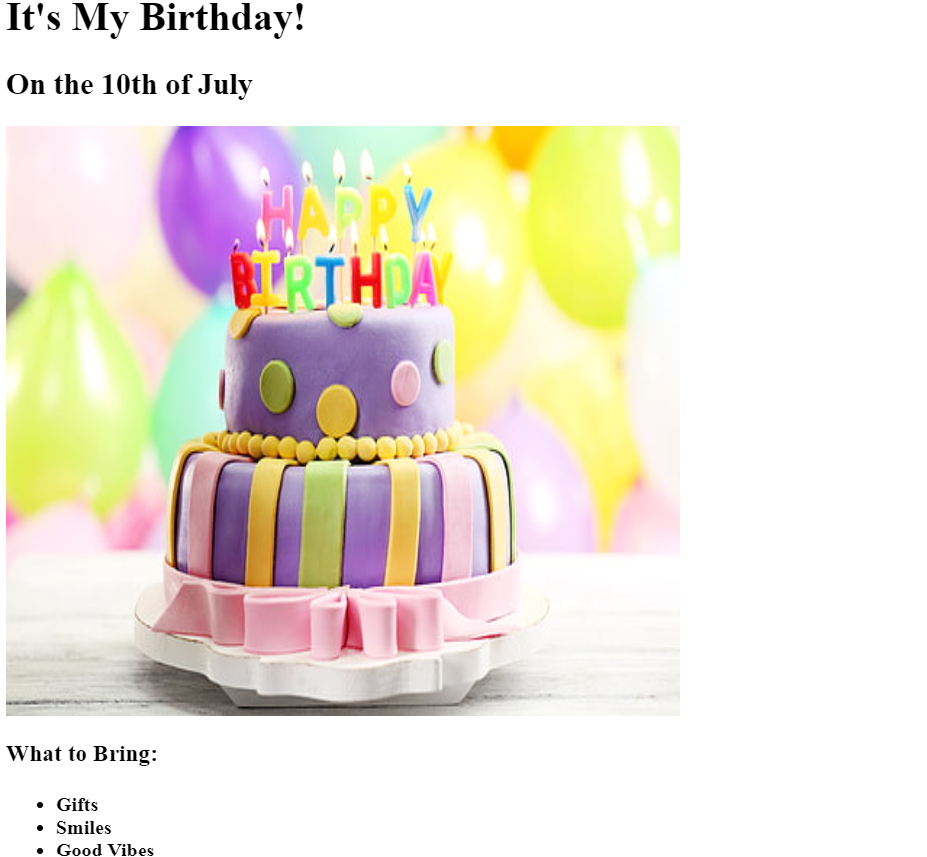 It's My Birthday!
On the 10th of July
HAPPY
BIRTHDAY
What to Bring:
Gifts
Smiles
Good Vibes